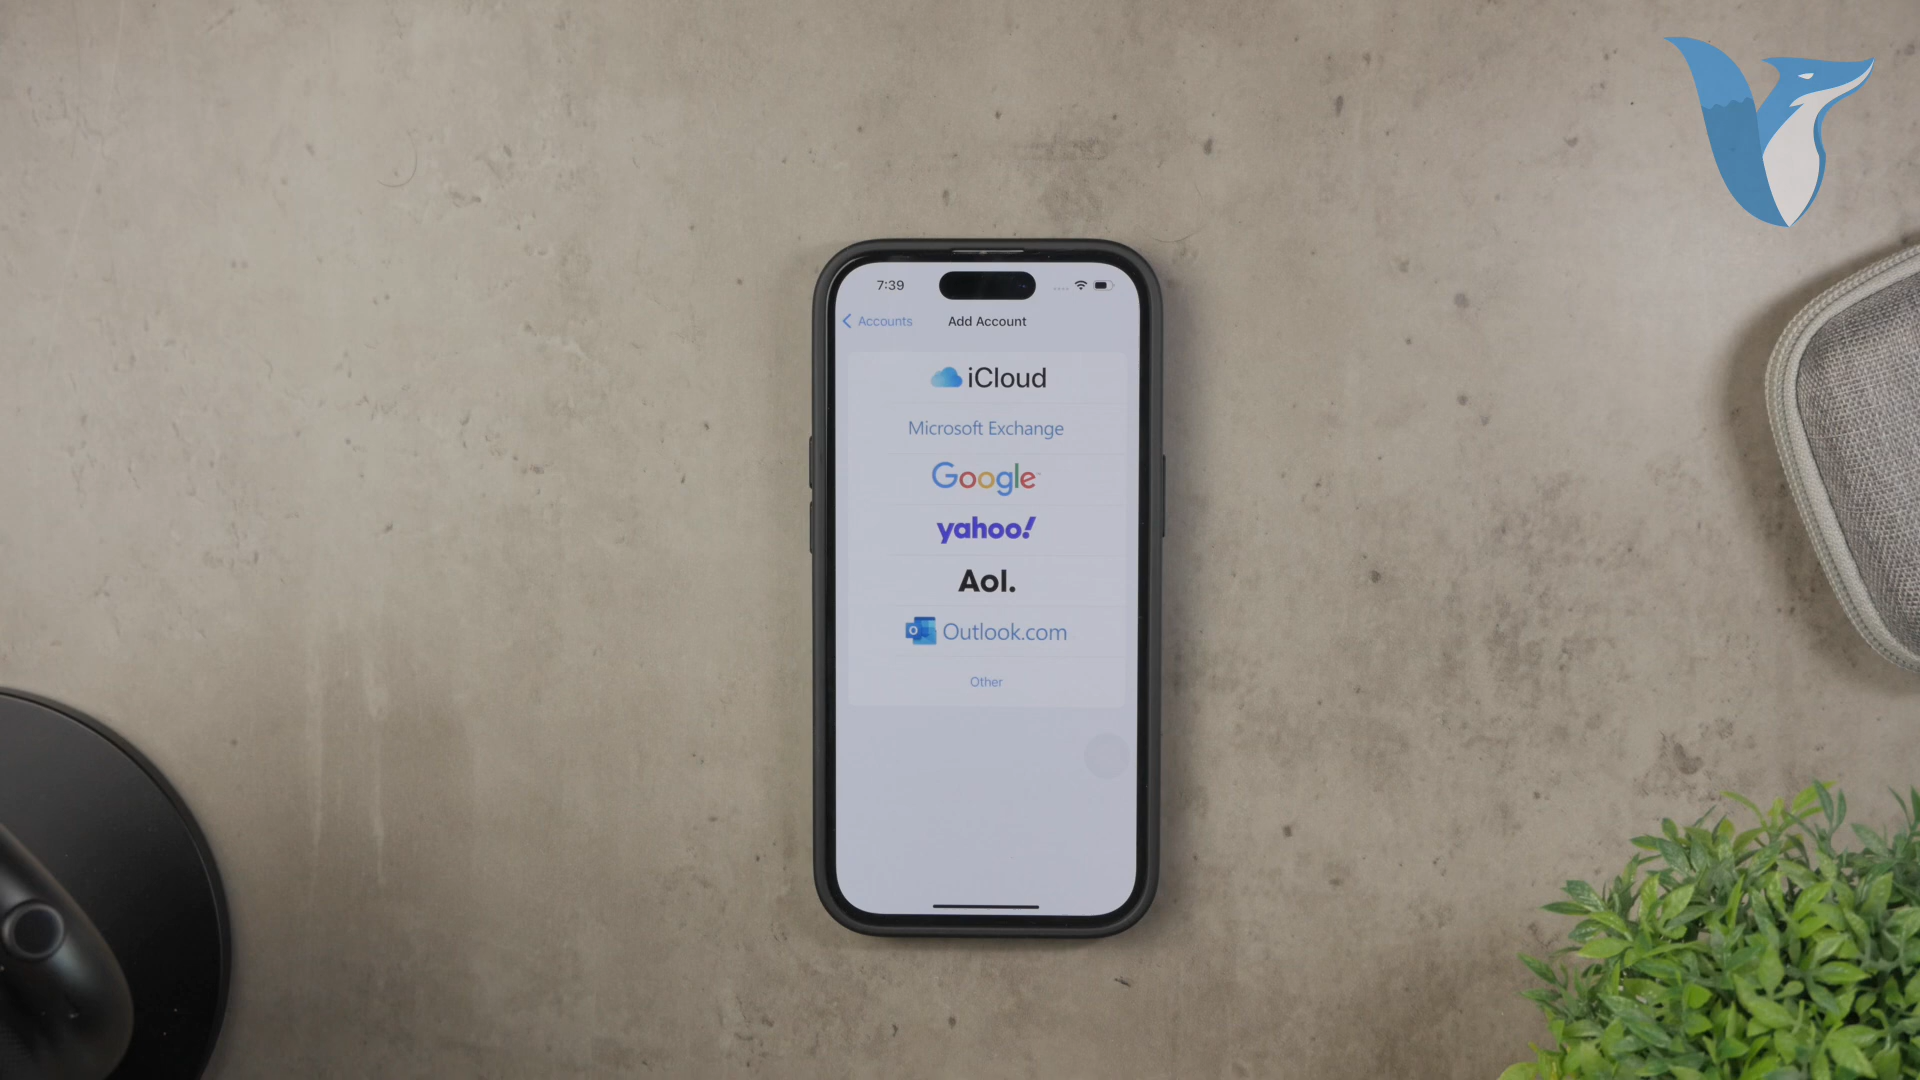 7:39
Accounts
Add Account
iCloud
Microsoft Exchange
Google
yahoo!
Aol.
Outlook.com
Other